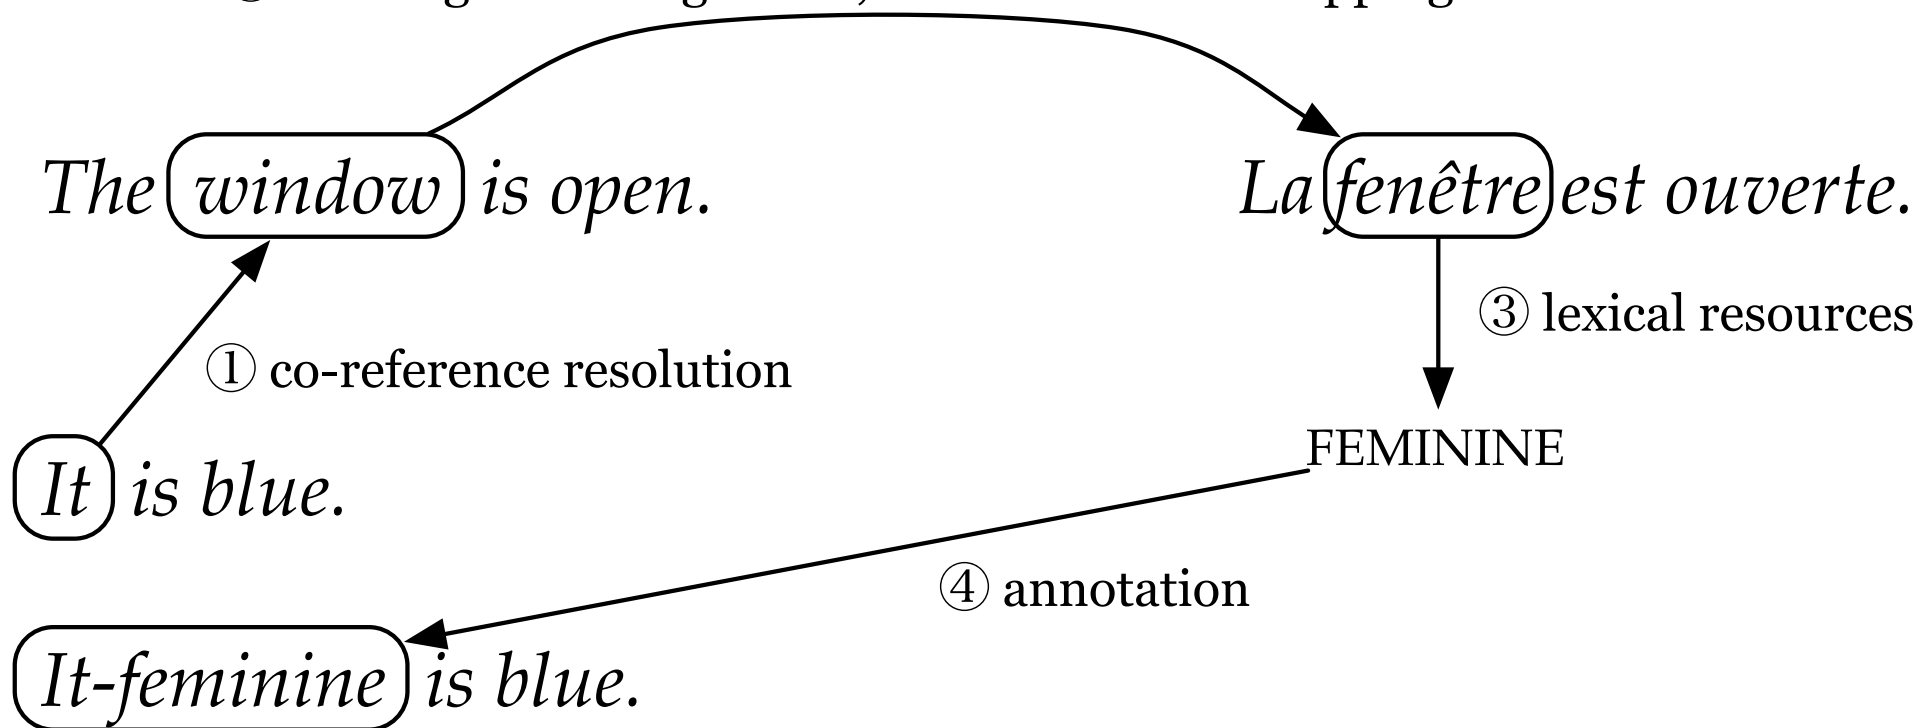 The window is open.
La fenêtre est ouverte.
③ lexical resources
① co-reference resolution
FEMININE
It is blue.
④ annotation
It-feminine is blue.